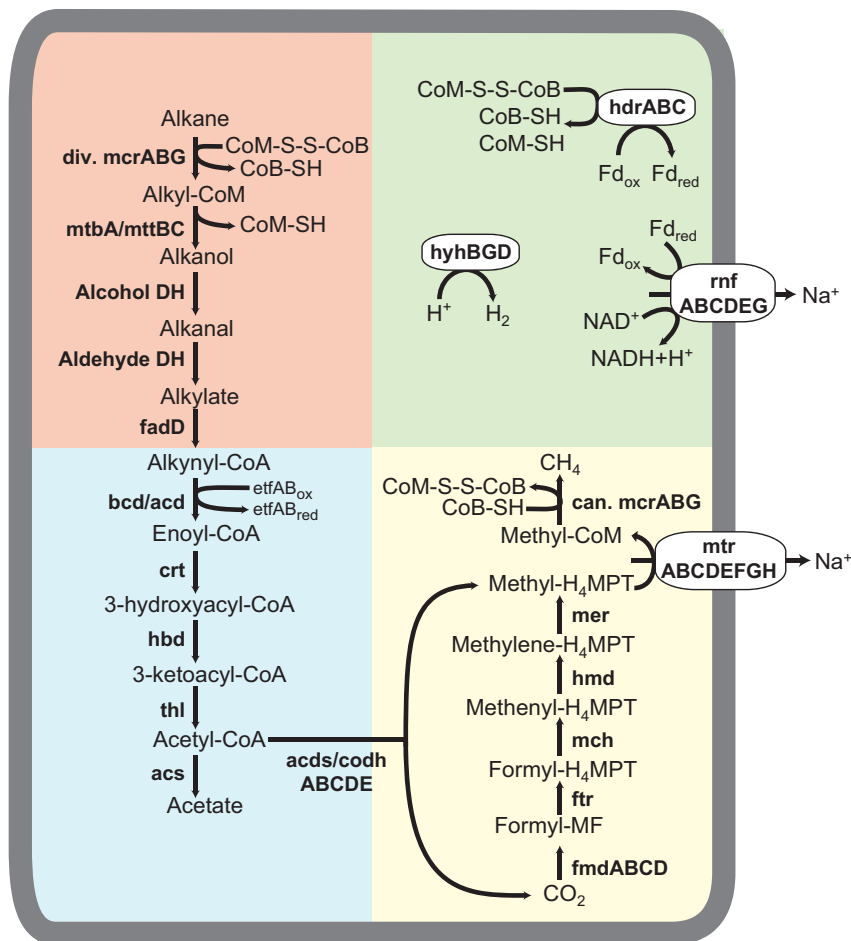 Alkane
div. mcrABG
CoM-S-S-CoB
CoB-SH
Alkyl-CoM
mtbA/mttBC
CoM-SH
Alkanol
Alcohol DH
Alkanal
Aldehyde DH
Alkylate
fadD
CoM-S-S-CoB
hdrABC
CoB-SH
CoM-SH
Fdox
Fdred
hyhBGD
H+
H2
Fdred
Fdox
rnf
ABCDEG
Na+
NAD+
NADH+H+
Alkynyl-CoA
bcd/acd
etfABox
etfABred
Enoyl-CoA
crt
3-hydroxyacyl-CoA
hbd
3-ketoacyl-CoA
thl
Acetyl-CoA
acs
Acetate
acds/codh
ABCDE
CH4
CoM-S-S-CoB
can. mcrABG
CoB-SH
Methyl-CoM
mtr
ABCDEFGH
Na+
Methyl-H4MPT
mer
Methylene-H4MPT
hmd
Methenyl-H4MPT
mch
Formyl-H4MPT
ftr
Formyl-MF
fmdABCD
CO2